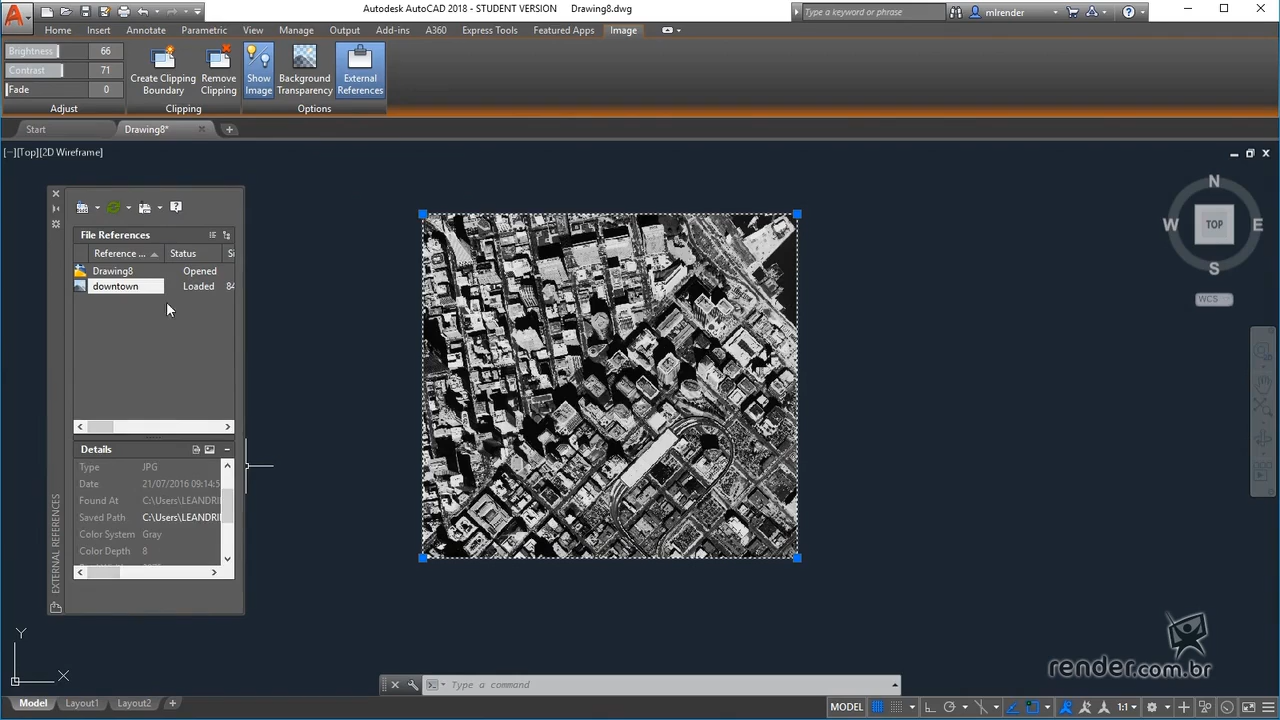 Autodesk AutoCAD 2018 - STUDENT VERSION Drawing8.dwg
Type a keyword or phrase
mlrender
Home Insert Annotate Parametric View Manage Output Add-ins A360 Express Tools Featured Apps Image
Brightness 66
Contrast 71
Fade 0
Create Clipping Boundary
Remove Clipping
Show Image
Background Transparency
External References
Adjust Clipping Options
Start Drawing8*
[−][Top][2D Wireframe]
N
W TOP E
S
WCS
File References
Reference ... Status Si
Drawing8 Opened
downtown Loaded 84
Details
Type JPG
Date 21/07/2016 09:14:5
Found At C:\Users\LEANDRI
Saved Path C:\Users\LEANDRI
Color System Gray
Color Depth 8
EXTERNAL REFERENCES
Y
X
render.com.br
Type a command
Model Layout1 Layout2
MODEL 1:1